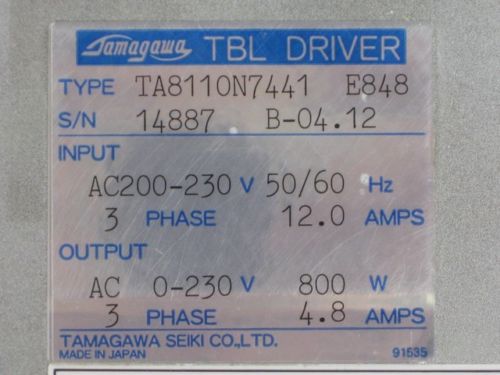 Tamagawa TBL DRIVER
TYPE TA8110N7441 E848
S/N 14887 B-04.12
INPUT
AC200-230 V 50/60 Hz
3 PHASE 12.0 AMPS
OUTPUT
AC 0-230 V 800 W
3 PHASE 4.8 AMPS
TAMAGAWA SEIKI CO.,LTD.
MADE IN JAPAN 91535